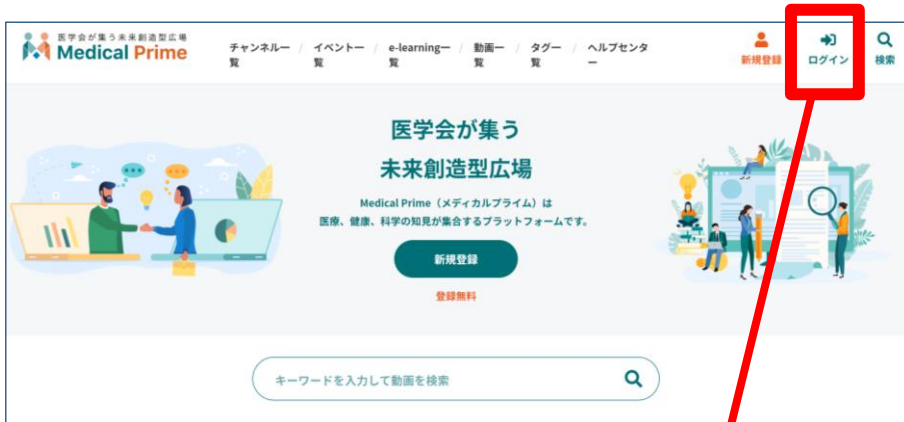 医学会が集う未来創造型広場
Medical Prime
チャンネル一覧
イベント一覧
e-learning一覧
動画一覧
タグ一覧
ヘルプセンター
新規登録
ログイン
検索
医学会が集う
未来創造型広場
Medical Prime（メディカルプライム）は
医療、健康、科学の知見が集合するプラットフォームです。
新規登録
登録無料
キーワードを入力して動画を検索